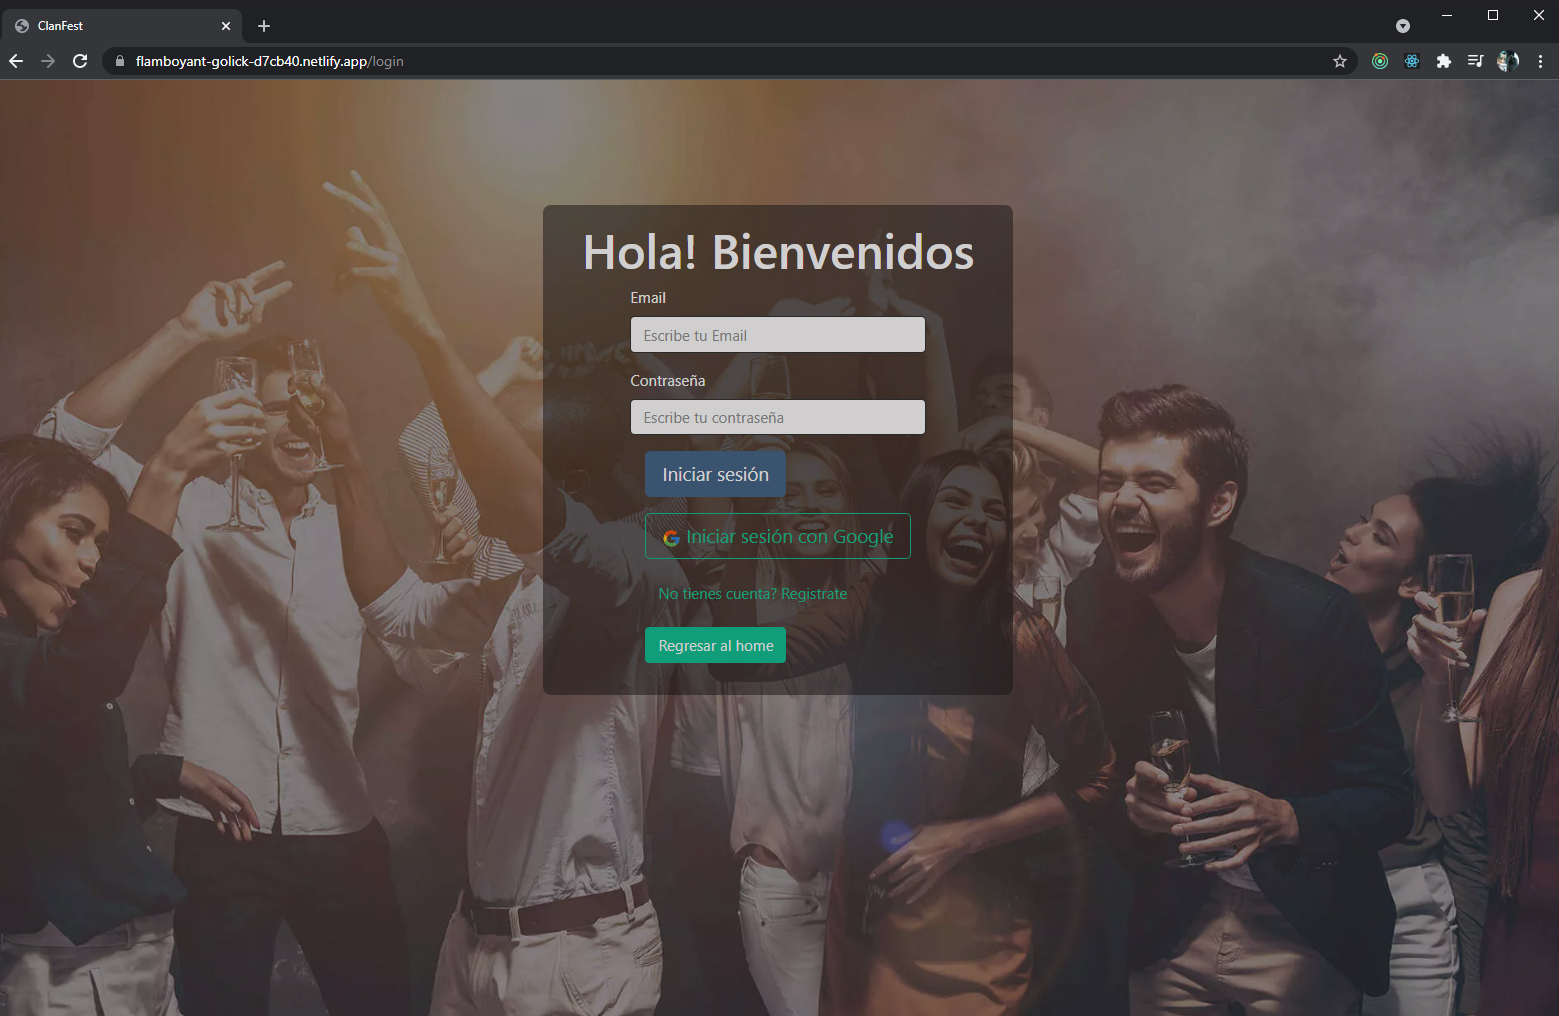 ClanFest
flamboyant-golick-d7cb40.netlify.app/login
Hola! Bienvenidos
Email
Escribe tu Email
Contraseña
Escribe tu contraseña
Iniciar sesión
Iniciar sesión con Google
No tienes cuenta? Registrate
Regresar al home